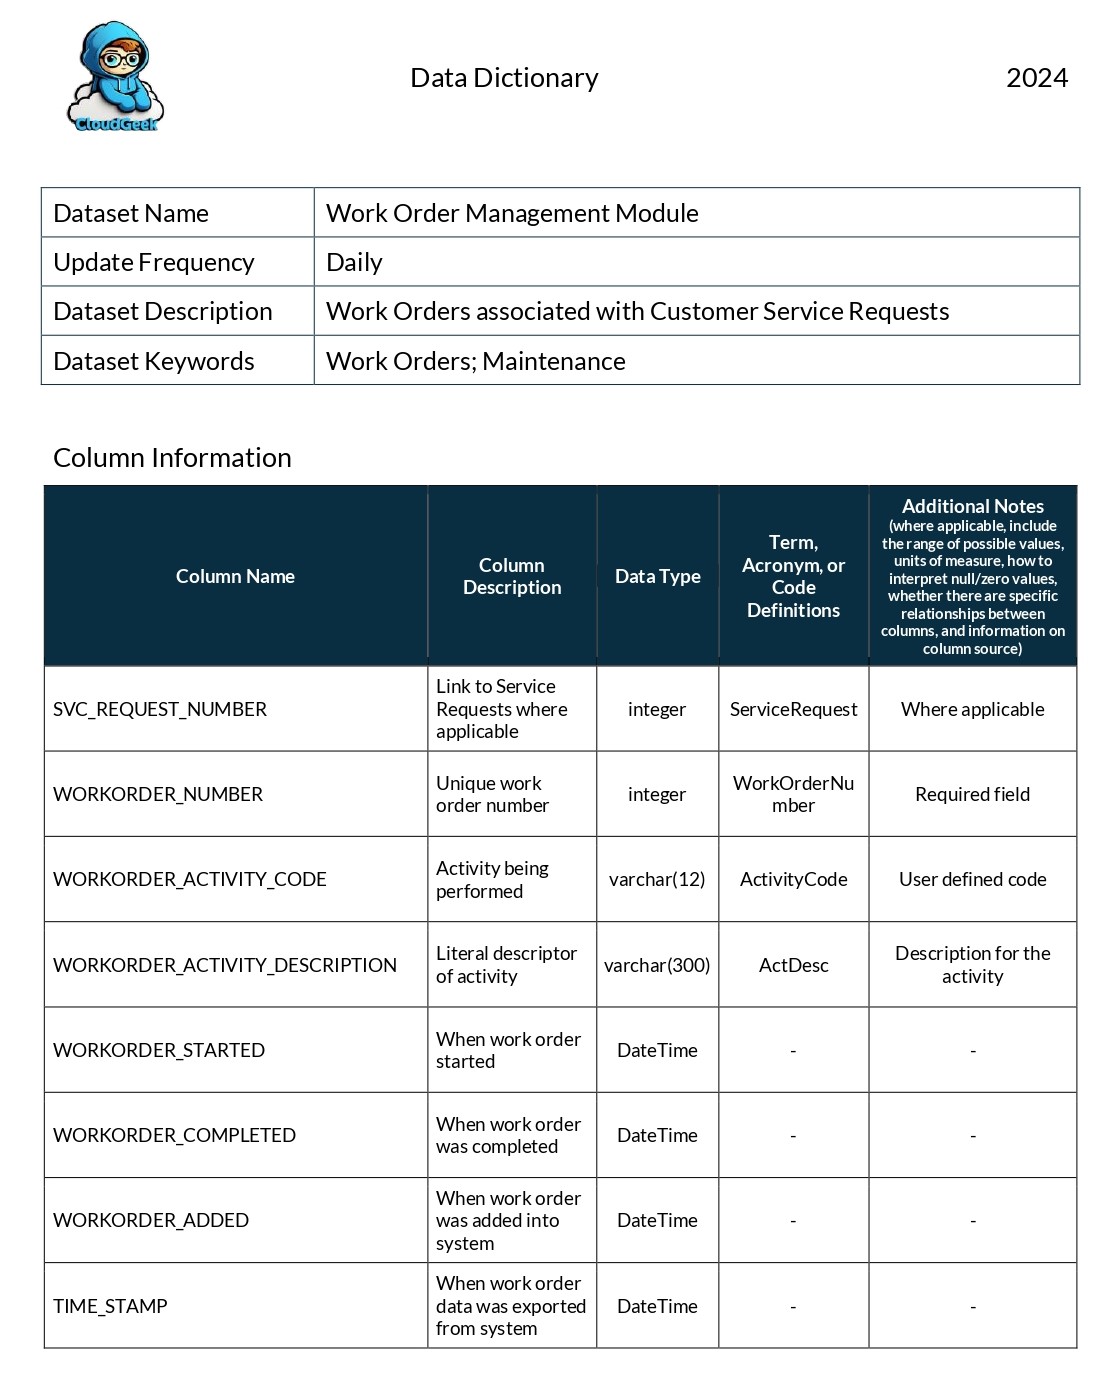 CloudGeek
Data Dictionary
2024
Dataset Name
Work Order Management Module
Update Frequency
Daily
Dataset Description
Work Orders associated with Customer Service Requests
Dataset Keywords
Work Orders; Maintenance
Column Information
Column Name
Column
Description
Data Type
Term,
Acronym, or
Code
Definitions
Additional Notes
(where applicable, include
the range of possible values,
units of measure, how to
interpret null/zero values,
whether there are specific
relationships between
columns, and information on
column source)
SVC_REQUEST_NUMBER
Link to Service
Requests where
applicable
integer
ServiceRequest
Where applicable
WORKORDER_NUMBER
Unique work
order number
integer
WorkOrderNu
mber
Required field
WORKORDER_ACTIVITY_CODE
Activity being
performed
varchar(12)
ActivityCode
User defined code
WORKORDER_ACTIVITY_DESCRIPTION
Literal descriptor
of activity
varchar(300)
ActDesc
Description for the
activity
WORKORDER_STARTED
When work order
started
DateTime
-
-
WORKORDER_COMPLETED
When work order
was completed
DateTime
-
-
WORKORDER_ADDED
When work order
was added into
system
DateTime
-
-
TIME_STAMP
When work order
data was exported
from system
DateTime
-
-